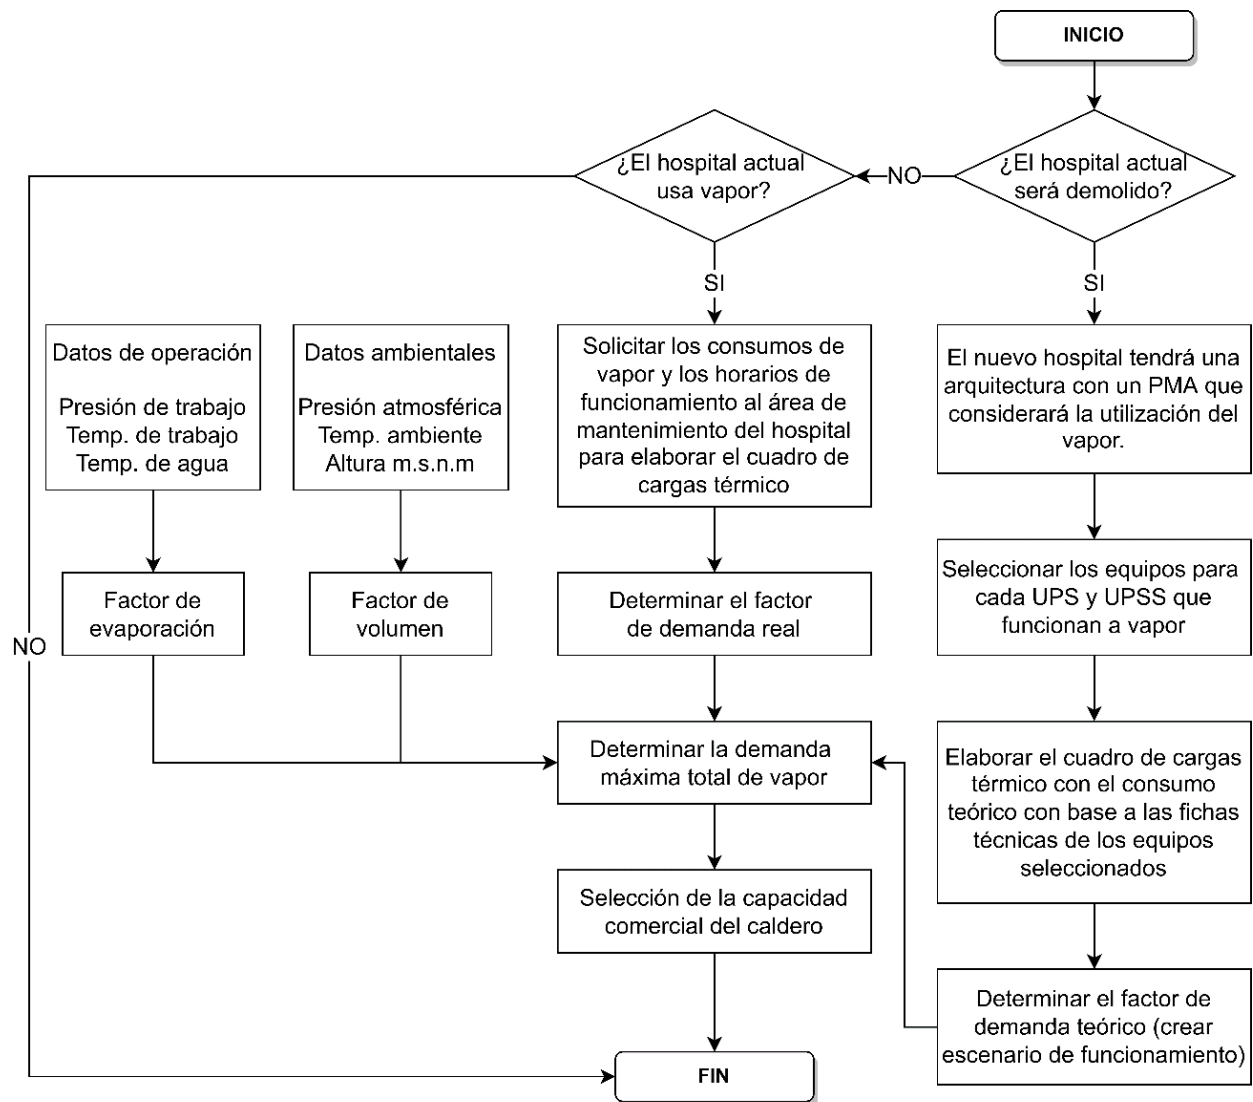 INICIO
¿El hospital actual
será demolido?
NO
¿El hospital actual
usa vapor?
SI
SI
NO
Datos de operación
Presión de trabajo
Temp. de trabajo
Temp. de agua
Datos ambientales
Presión atmosférica
Temp. ambiente
Altura m.s.n.m
Solicitar los consumos de
vapor y los horarios de
funcionamiento al área de
mantenimiento del hospital
para elaborar el cuadro de
cargas térmico
El nuevo hospital tendrá una
arquitectura con un PMA que
considerará la utilización del
vapor.
Factor de
evaporación
Factor de
volumen
Determinar el factor
de demanda real
Seleccionar los equipos para
cada UPS y UPSS que
funcionan a vapor
Determinar la demanda
máxima total de vapor
Elaborar el cuadro de cargas
térmico con el consumo
teórico con base a las fichas
técnicas de los equipos
seleccionados
Selección de la capacidad
comercial del caldero
Determinar el factor de
demanda teórico (crear
escenario de funcionamiento)
FIN